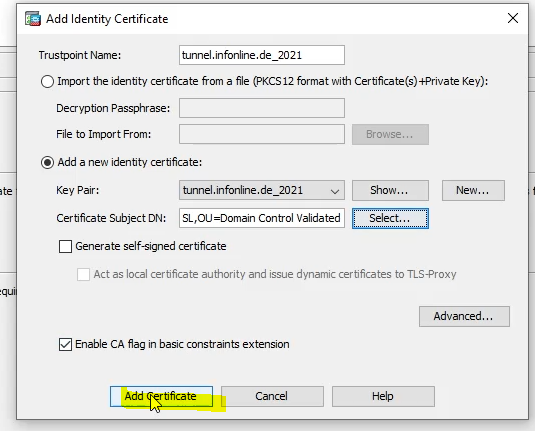 Add Identity Certificate
Trustpoint Name: tunnel.infonline.de_2021
Import the identity certificate from a file (PKCS12 format with Certificate(s)+Private Key):
Decryption Passphrase:
File to Import From: Browse...
Add a new identity certificate:
Key Pair: tunnel.infonline.de_2021 Show... New...
Certificate Subject DN: SL,OU=Domain Control Validated Select...
Generate self-signed certificate
Act as local certificate authority and issue dynamic certificates to TLS-Proxy
Advanced...
Enable CA flag in basic constraints extension
Add Certificate Cancel Help